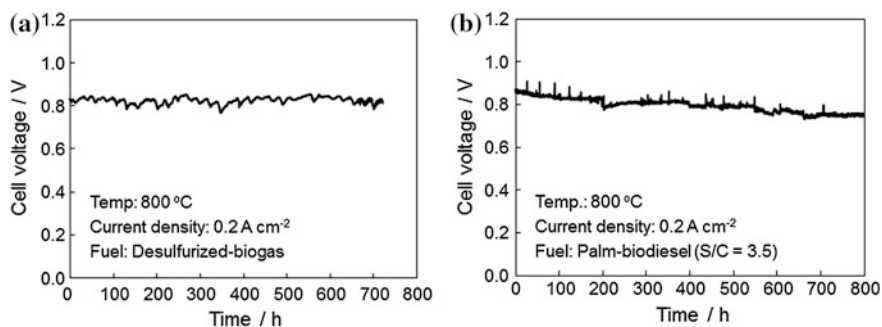 (a)
1.2
1.0
0.8
0.6
0.4
0.2
0.0
Cell voltage / V
Temp: 800 °C
Current density: 0.2 A cm⁻²
Fuel: Desulfurized-biogas
0 100 200 300 400 500 600 700 800
Time / h
(b)
1.2
1.0
0.8
0.6
0.4
0.2
0.0
Cell voltage / V
Temp.: 800 °C
Current density: 0.2 A cm⁻²
Fuel: Palm-biodiesel (S/C = 3.5)
0 100 200 300 400 500 600 700 800
Time / h